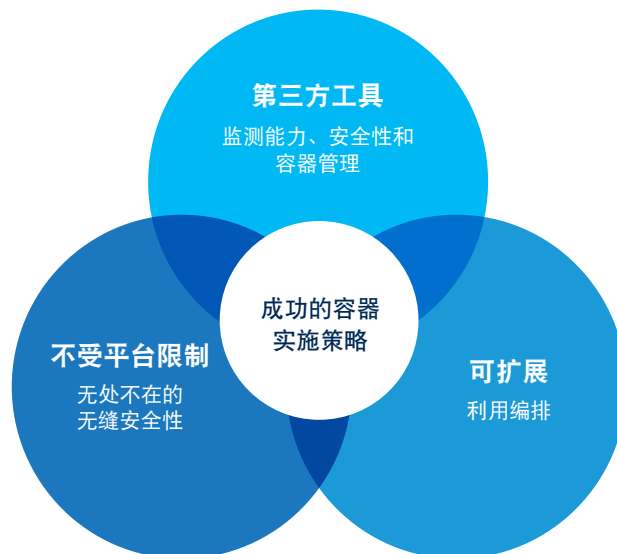 第三方工具
监测能力、安全性和
容器管理
成功的容器
实施策略
不受平台限制
无处不在的
无缝安全性
可扩展
利用编排